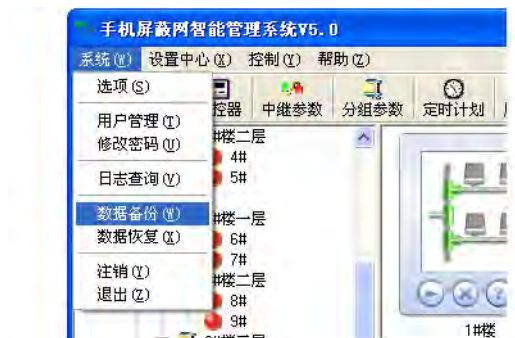 手机屏蔽网智能管理系统V5.0
系统(W) 设置中心(X) 控制(Y) 帮助(Z)
选项(S)
控器 中继参数 分组参数 定时计划
用户管理(T)
#楼二层
修改密码(U)
4#
日志查询(V)
5#
数据备份(W)
#楼一层
数据恢复(X)
6#
7#
注销(Y)
#楼二层
退出(Z)
8#
9#
1#楼